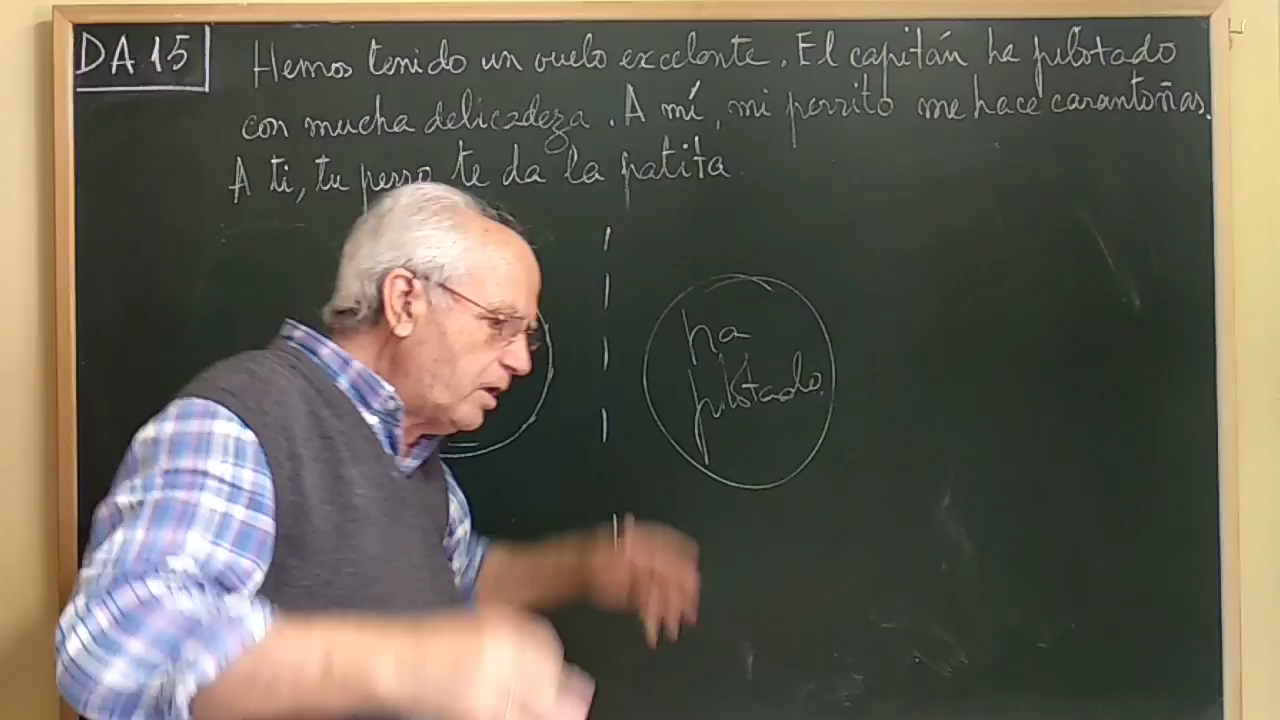 DA.15
Hemos tenido un vuelo excelente. El capitán ha pilotado
con mucha delicadeza. A mí, mi perrito me hace carantoñas.
A ti, tu perro te da la patita
ha
pilotado